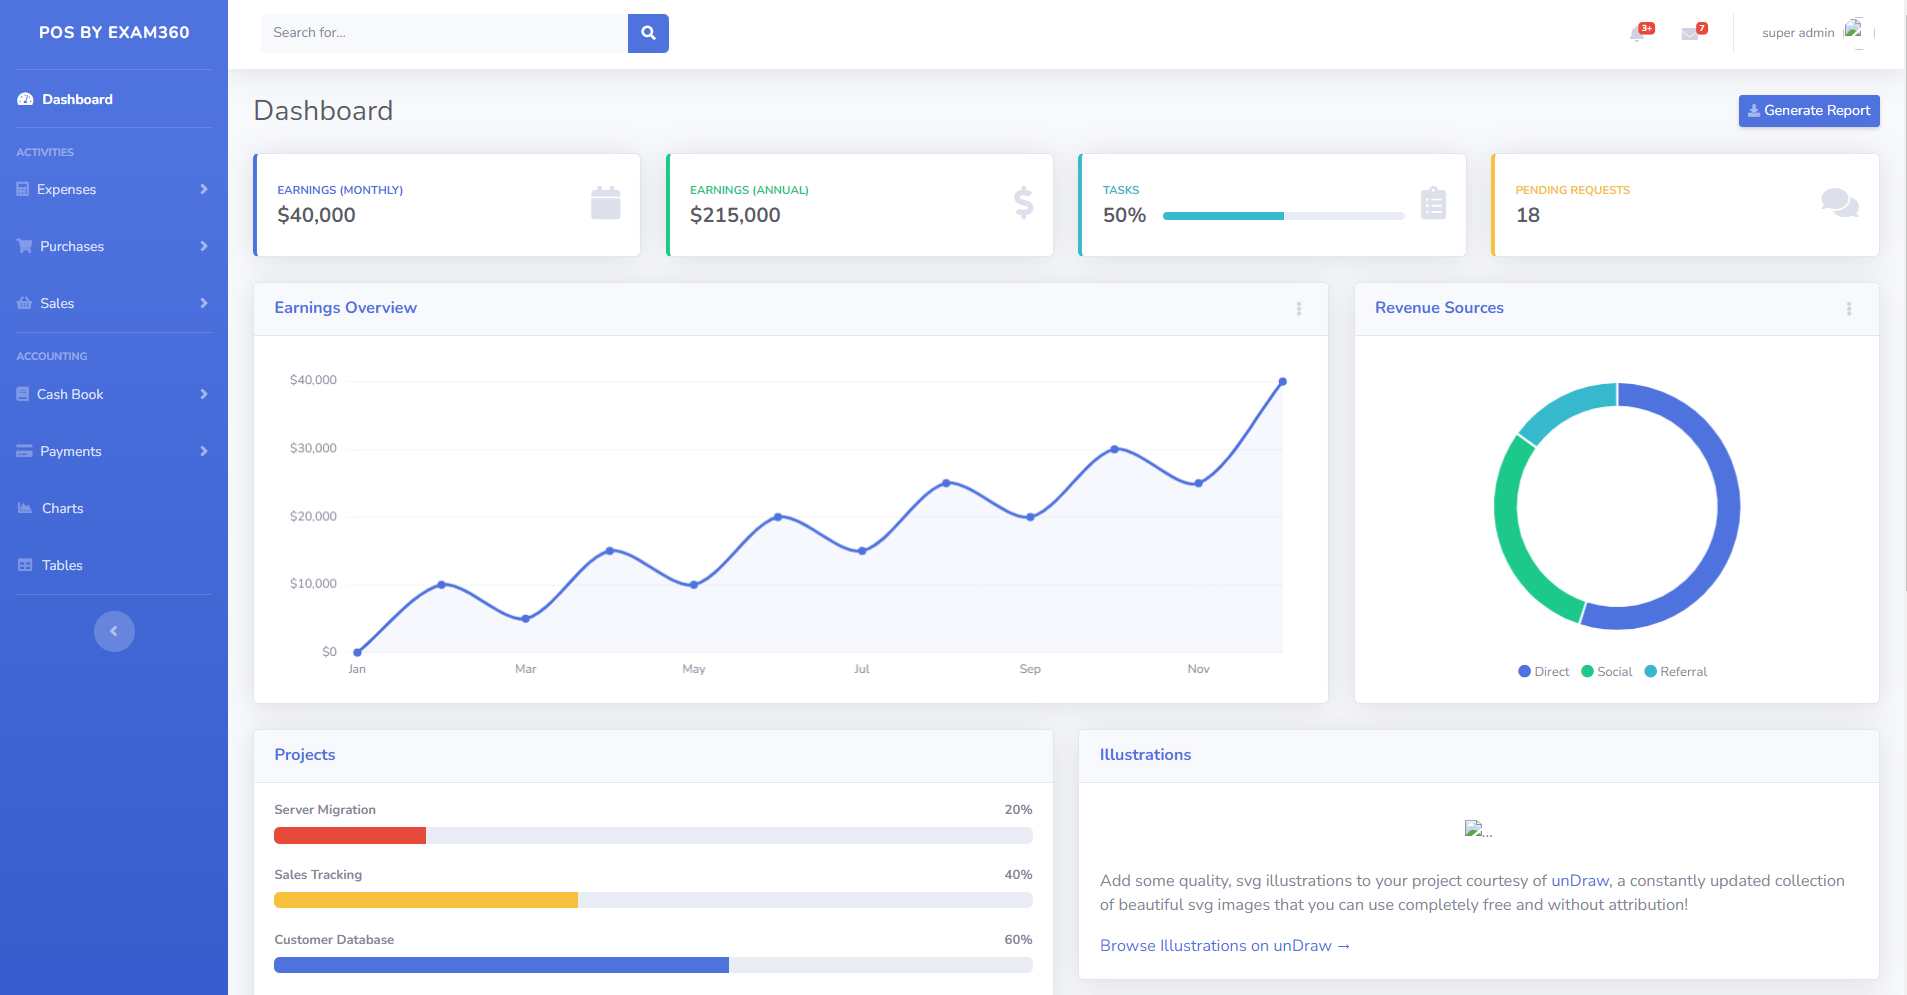 POS BY EXAM360
Dashboard
ACTIVITIES
Expenses
Purchases
Sales
ACCOUNTING
Cash Book
Payments
Charts
Tables
Search for...
3+
7
super admin
Dashboard
Generate Report
EARNINGS (MONTHLY)
$40,000
EARNINGS (ANNUAL)
$215,000
TASKS
50%
PENDING REQUESTS
18
Earnings Overview
$40,000
$30,000
$20,000
$10,000
$0
Jan Mar May Jul Sep Nov
Revenue Sources
Direct Social Referral
Projects
Server Migration 20%
Sales Tracking 40%
Customer Database 60%
Illustrations
...
Add some quality, svg illustrations to your project courtesy of unDraw, a constantly updated collection
of beautiful svg images that you can use completely free and without attribution!
Browse Illustrations on unDraw →